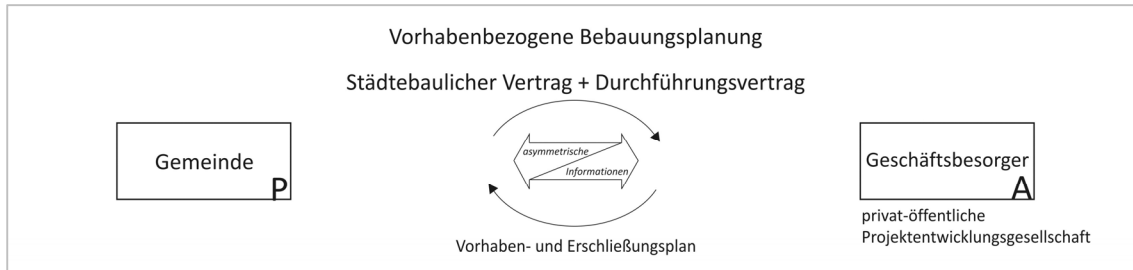 Vorhabenbezogene Bebauungsplanung
Städtebaulicher Vertrag + Durchführungsvertrag
Gemeinde
P
asymmetrische
Informationen
Geschäftsbesorger
A
privat-öffentliche
Projektentwicklungsgesellschaft
Vorhaben- und Erschließungsplan